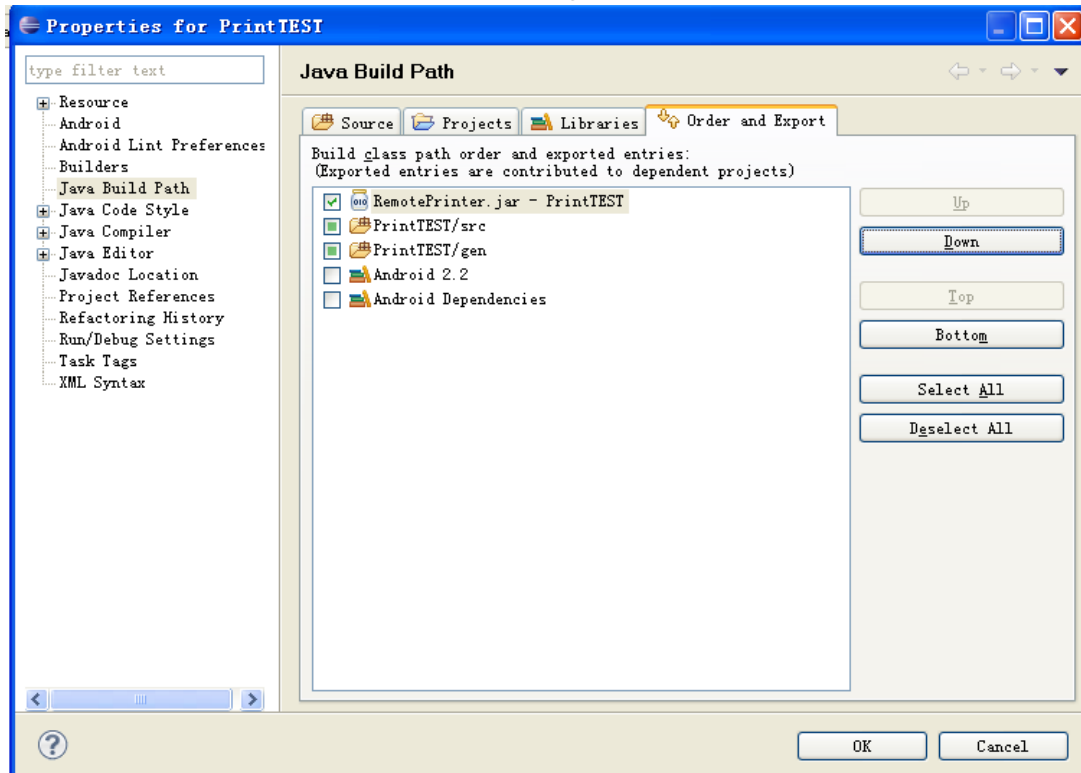 Properties for PrintTEST
type filter text
Resource
Android
Android Lint Preferences
Builders
Java Build Path
Java Code Style
Java Compiler
Java Editor
Javadoc Location
Project References
Refactoring History
Run/Debug Settings
Task Tags
XML Syntax
Java Build Path
Source
Projects
Libraries
Order and Export
Build class path order and exported entries:
(Exported entries are contributed to dependent projects)
RemotePrinter.jar - PrintTEST
PrintTEST/src
PrintTEST/gen
Android 2.2
Android Dependencies
Up
Down
Top
Bottom
Select All
Deselect All
OK
Cancel